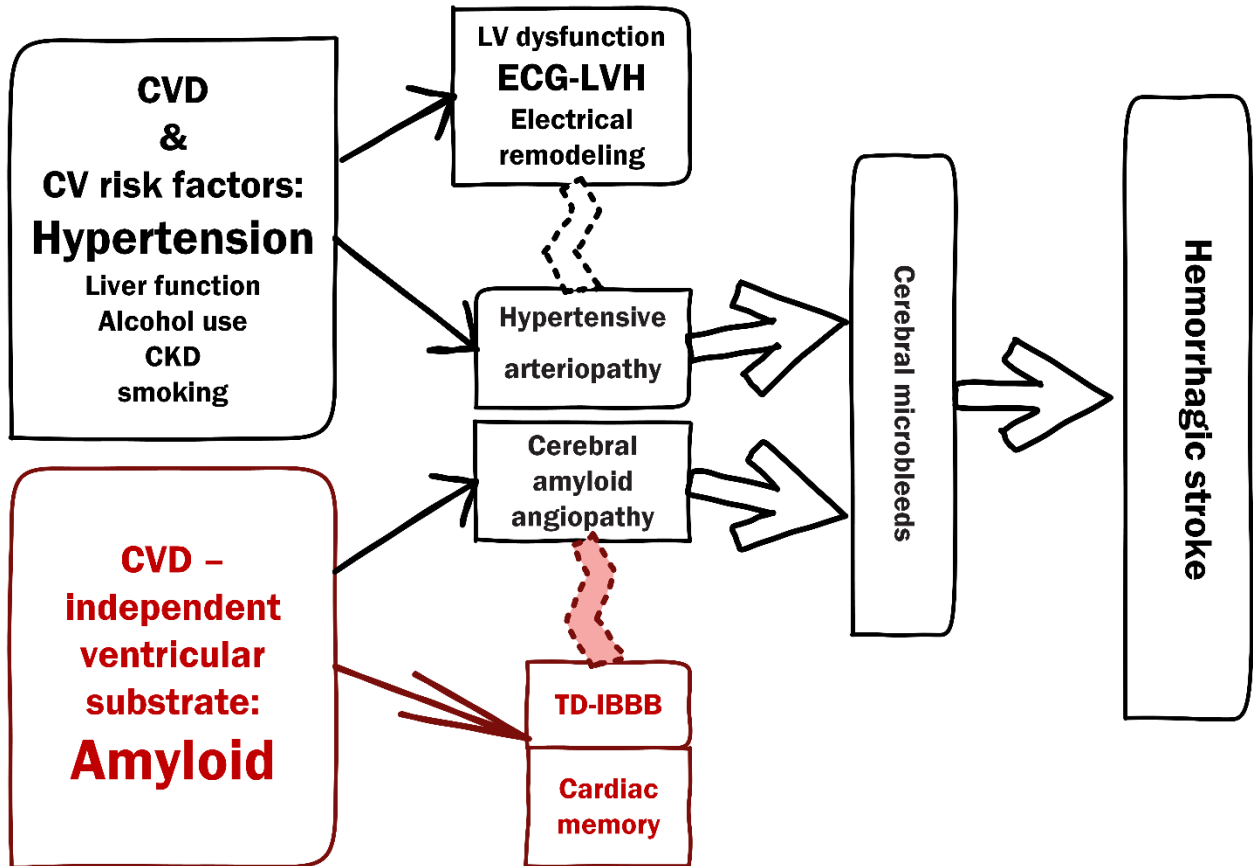 CVD
&
CV risk factors:
Hypertension
Liver function
Alcohol use
CKD
smoking
LV dysfunction
ECG-LVH
Electrical
remodeling
Hypertensive
arteriopathy
Cerebral
amyloid
angiopathy
CVD –
independent
ventricular
substrate:
Amyloid
TD-IBBB
Cardiac
memory
Cerebral microbleeds
Hemorrhagic stroke